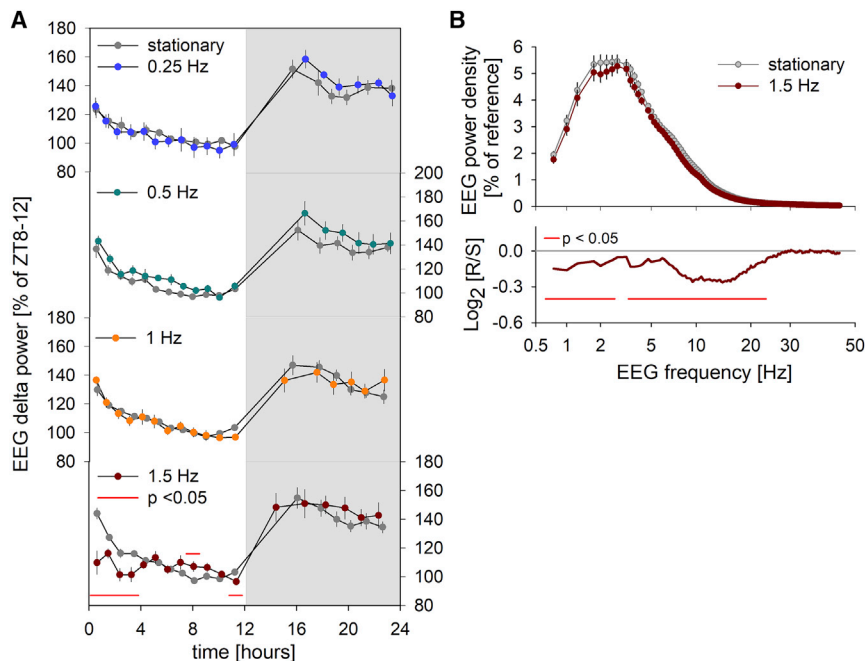 A
EEG delta power [% of ZT8-12]
180
160
140
120
100
80
stationary
0.25 Hz
200
180
160
140
120
100
80
0.5 Hz
180
160
140
120
100
80
1 Hz
180
160
140
120
100
80
1.5 Hz
p <0.05
0 4 8 12 16 20 24
time [hours]
B
EEG power density
[% of reference]
6
5
4
3
2
1
0
stationary
1.5 Hz
Log2 [R/S]
0.0
-0.3
-0.6
p < 0.05
0.5 1 2 5 10 20 30 50
EEG frequency [Hz]